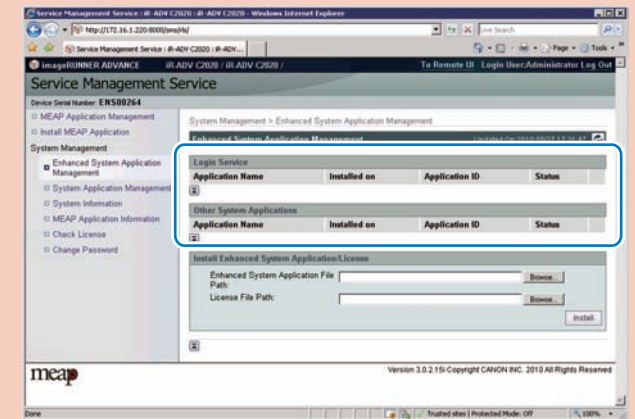 Service Management Service : iR-ADV C2020 : iR-ADV C2020 - Windows Internet Explorer
http://172.16.1.220:8000/sms/
Live Search
Service Management Service : iR-ADV C2020 : iR-ADV...
Page
Tools
imageRUNNER ADVANCE iR-ADV C2020 / iR-ADV C2020 / To Remote UI Login User:Administrator Log Out
Service Management Service
Device Serial Number: ENS00264
MEAP Application Management
Install MEAP Application
System Management
Enhanced System Application Management
System Application Management
System Information
MEAP Application Information
Check License
Change Password
System Management > Enhanced System Application Management
Enhanced System Application Management
Login Service
Application Name Installed on Application ID Status
Other System Applications
Application Name Installed on Application ID Status
Install Enhanced System Application/License
Enhanced System Application File Path: Browse...
License File Path: Browse...
Install
meap
Version 3.0.2.15i Copyright CANON INC. 2010 All Rights Reserved
Done
Trusted sites | Protected Mode: Off
100%